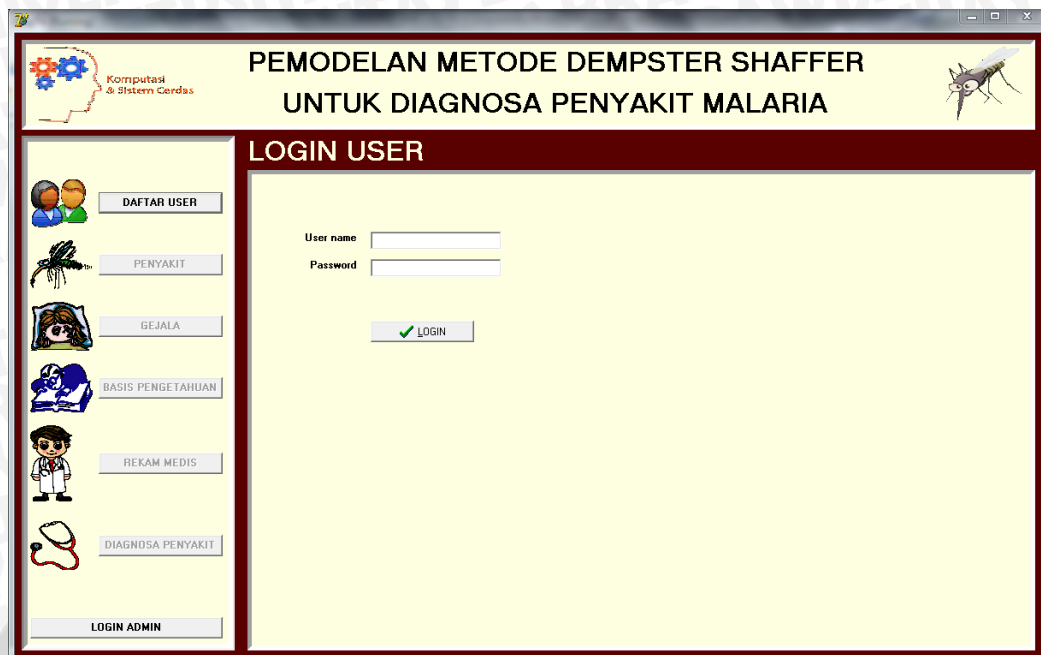 Komputasi
& Sistem Cerdas
PEMODELAN METODE DEMPSTER SHAFFER
UNTUK DIAGNOSA PENYAKIT MALARIA
LOGIN USER
DAFTAR USER
PENYAKIT
GEJALA
BASIS PENGETAHUAN
REKAM MEDIS
DIAGNOSA PENYAKIT
LOGIN ADMIN
User name
Password
LOGIN